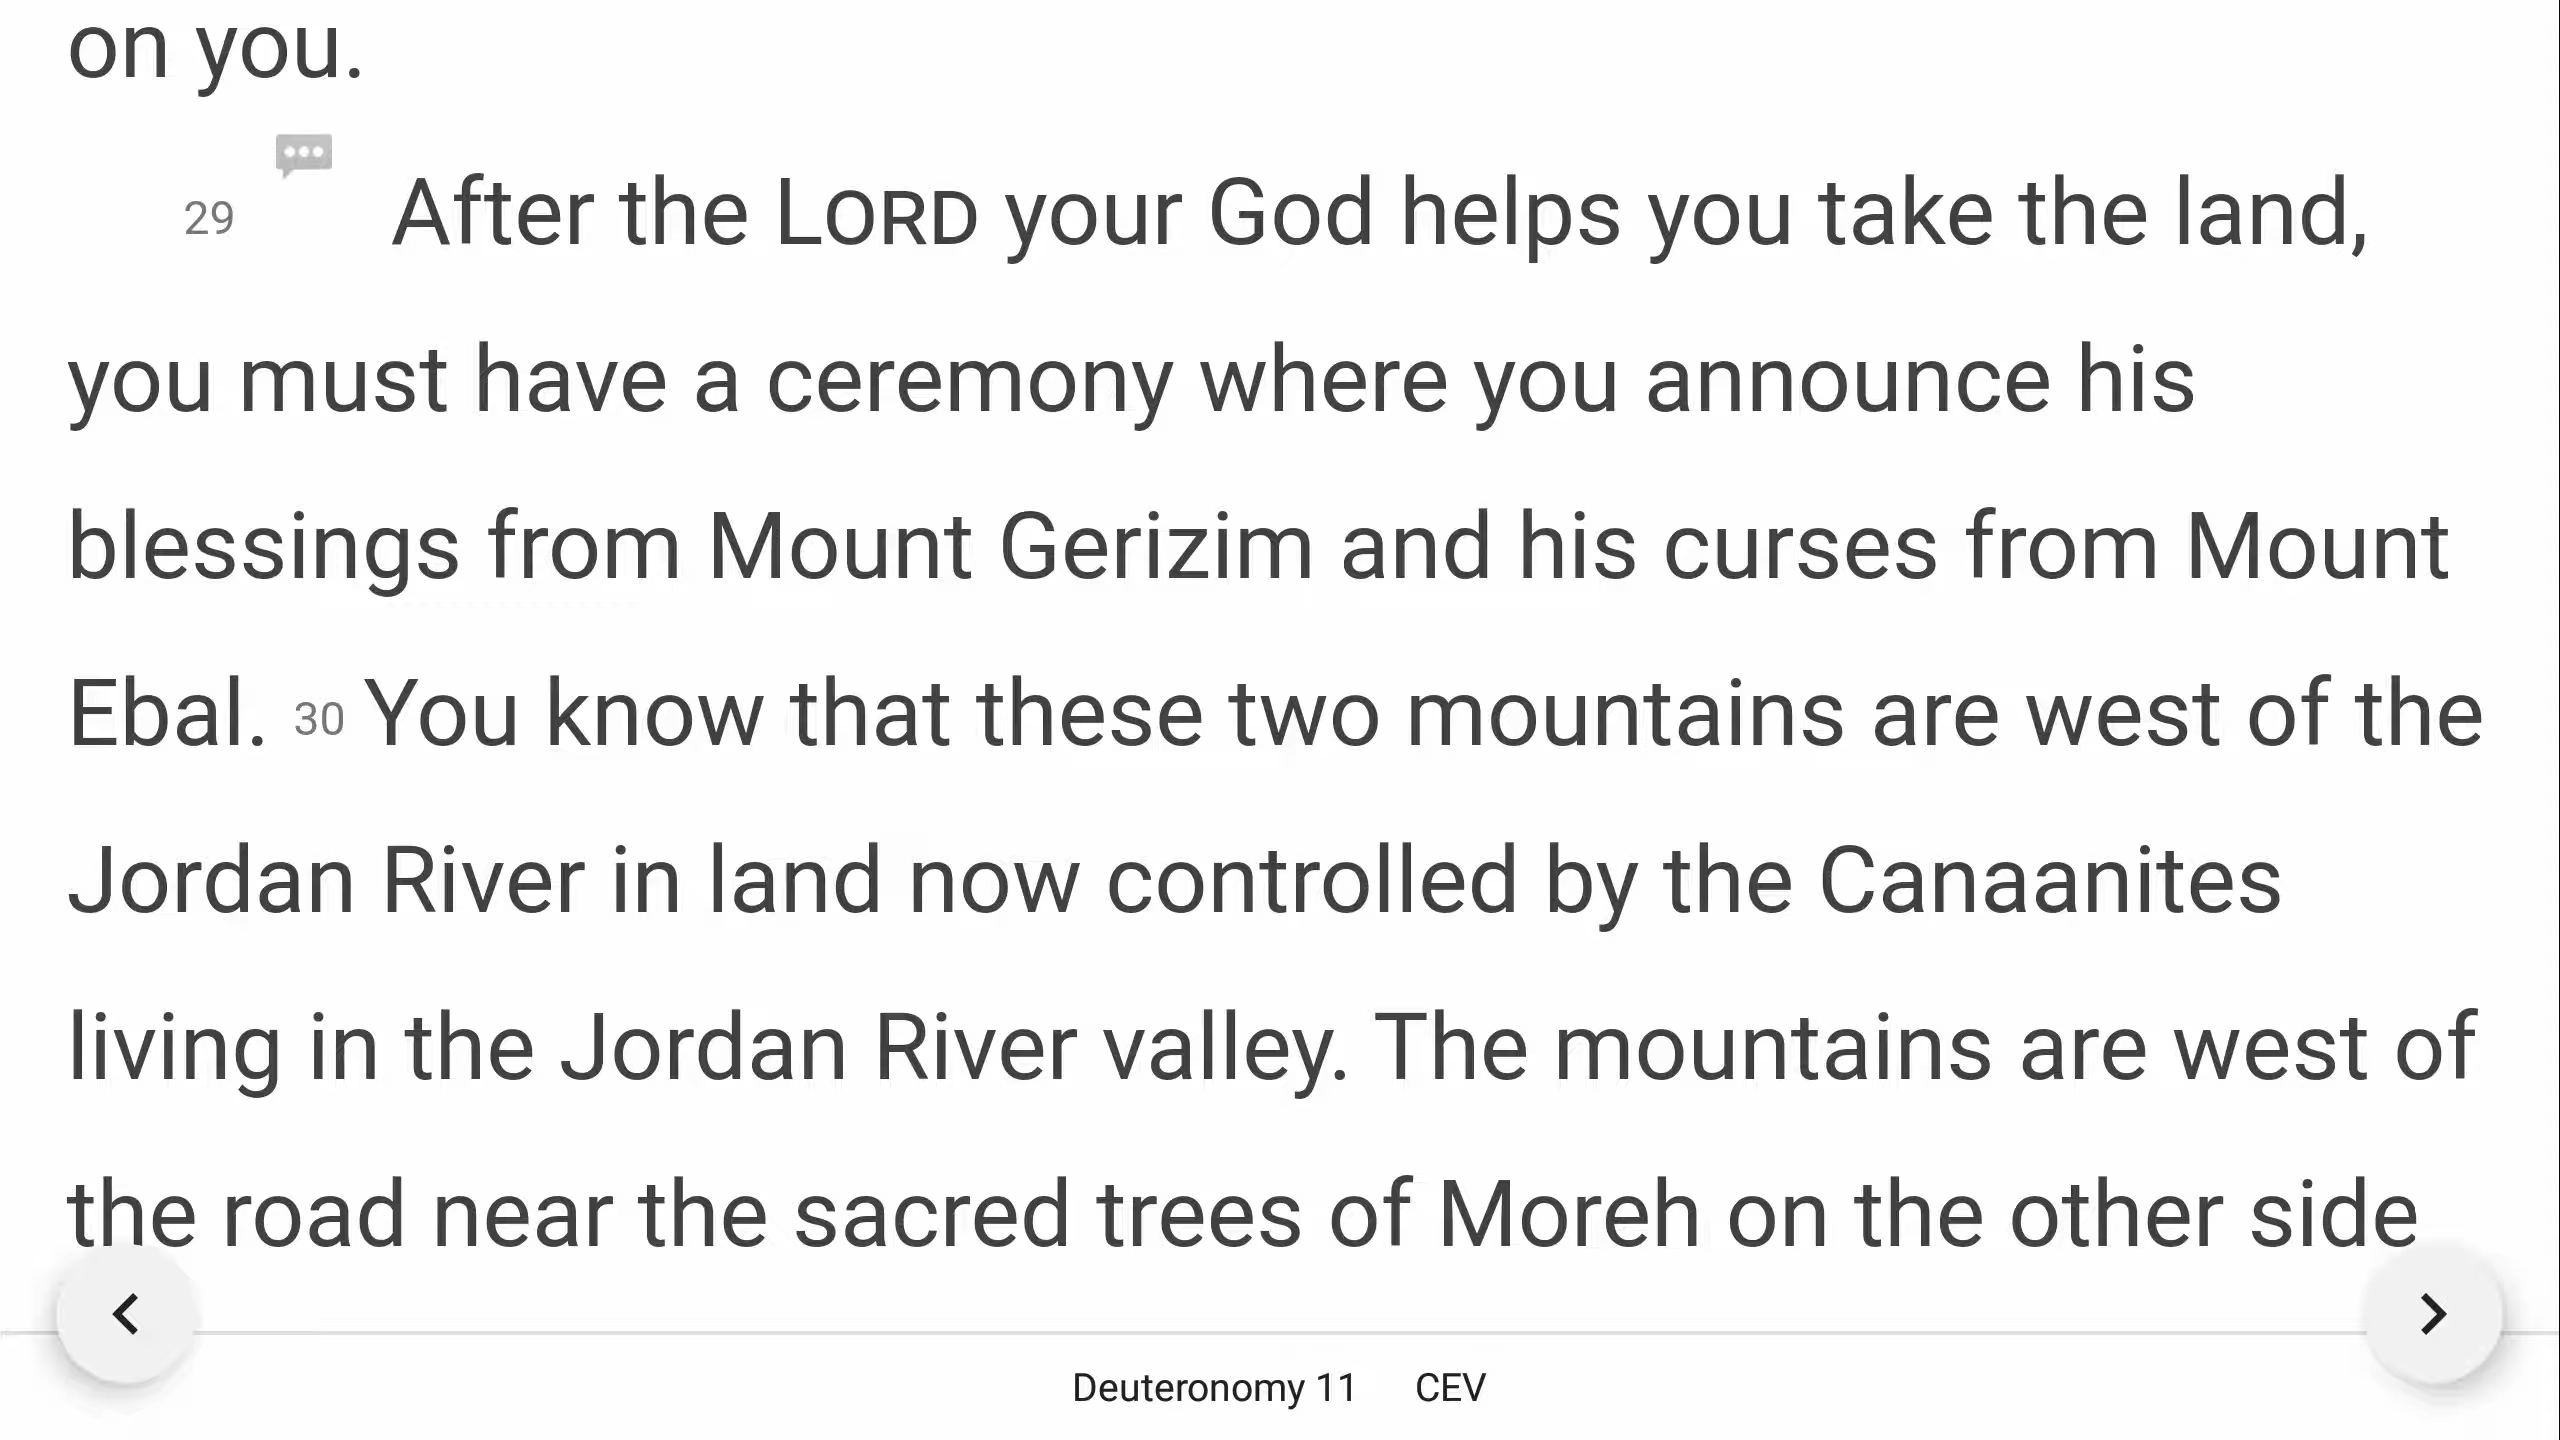 on you.
29 After the LORD your God helps you take the land,
you must have a ceremony where you announce his
blessings from Mount Gerizim and his curses from Mount
Ebal. 30 You know that these two mountains are west of the
Jordan River in land now controlled by the Canaanites
living in the Jordan River valley. The mountains are west of
the road near the sacred trees of Moreh on the other side
Deuteronomy 11 CEV